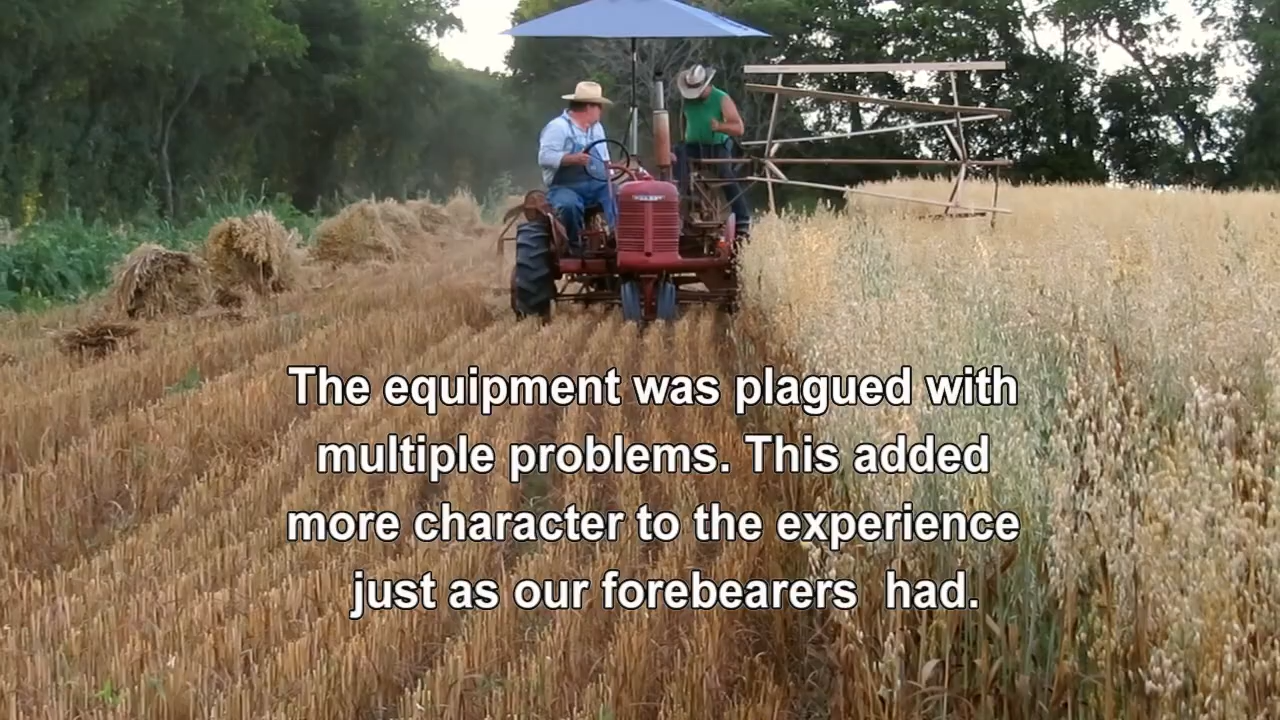 The equipment was plagued with
multiple problems. This added
more character to the experience
just as our forebearers  had.